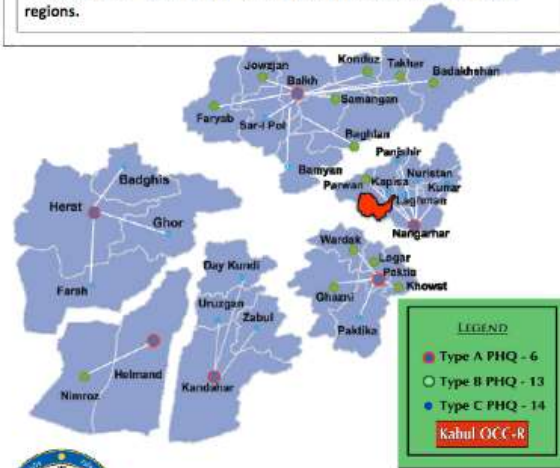 regions.
Jowzjan
Konduz
Takhar
Badakhshan
Balkh
Samangan
Faryab
Sar-i Pol
Baghlan
Bamyan
Panjshir
Nuristan
Parwan
Kapisa
Kunar
Laghman
Nangarhar
Badghis
Herat
Ghor
Farah
Wardak
Logar
Paktia
Khowst
Ghazni
Paktika
Day Kundi
Uruzgan
Zabul
Kandahar
Helmand
Nimroz
LEGEND
Type A PHQ - 6
Type B PHQ - 13
Type C PHQ - 14
Kabul OCC-R